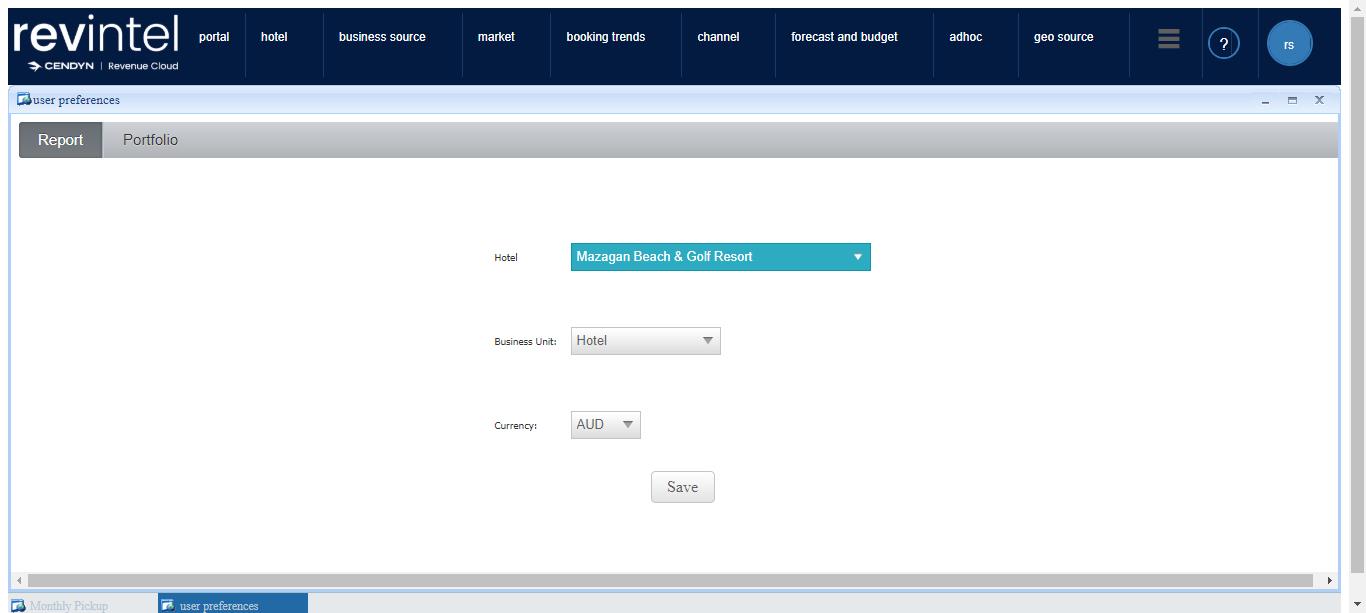 revintel
CENDYN | Revenue Cloud
portal hotel business source market booking trends channel forecast and budget adhoc geo source ? rs
user preferences
Report Portfolio
Hotel Mazagan Beach & Golf Resort
Business Unit: Hotel
Currency: AUD
Save
Monthly Pickup user preferences